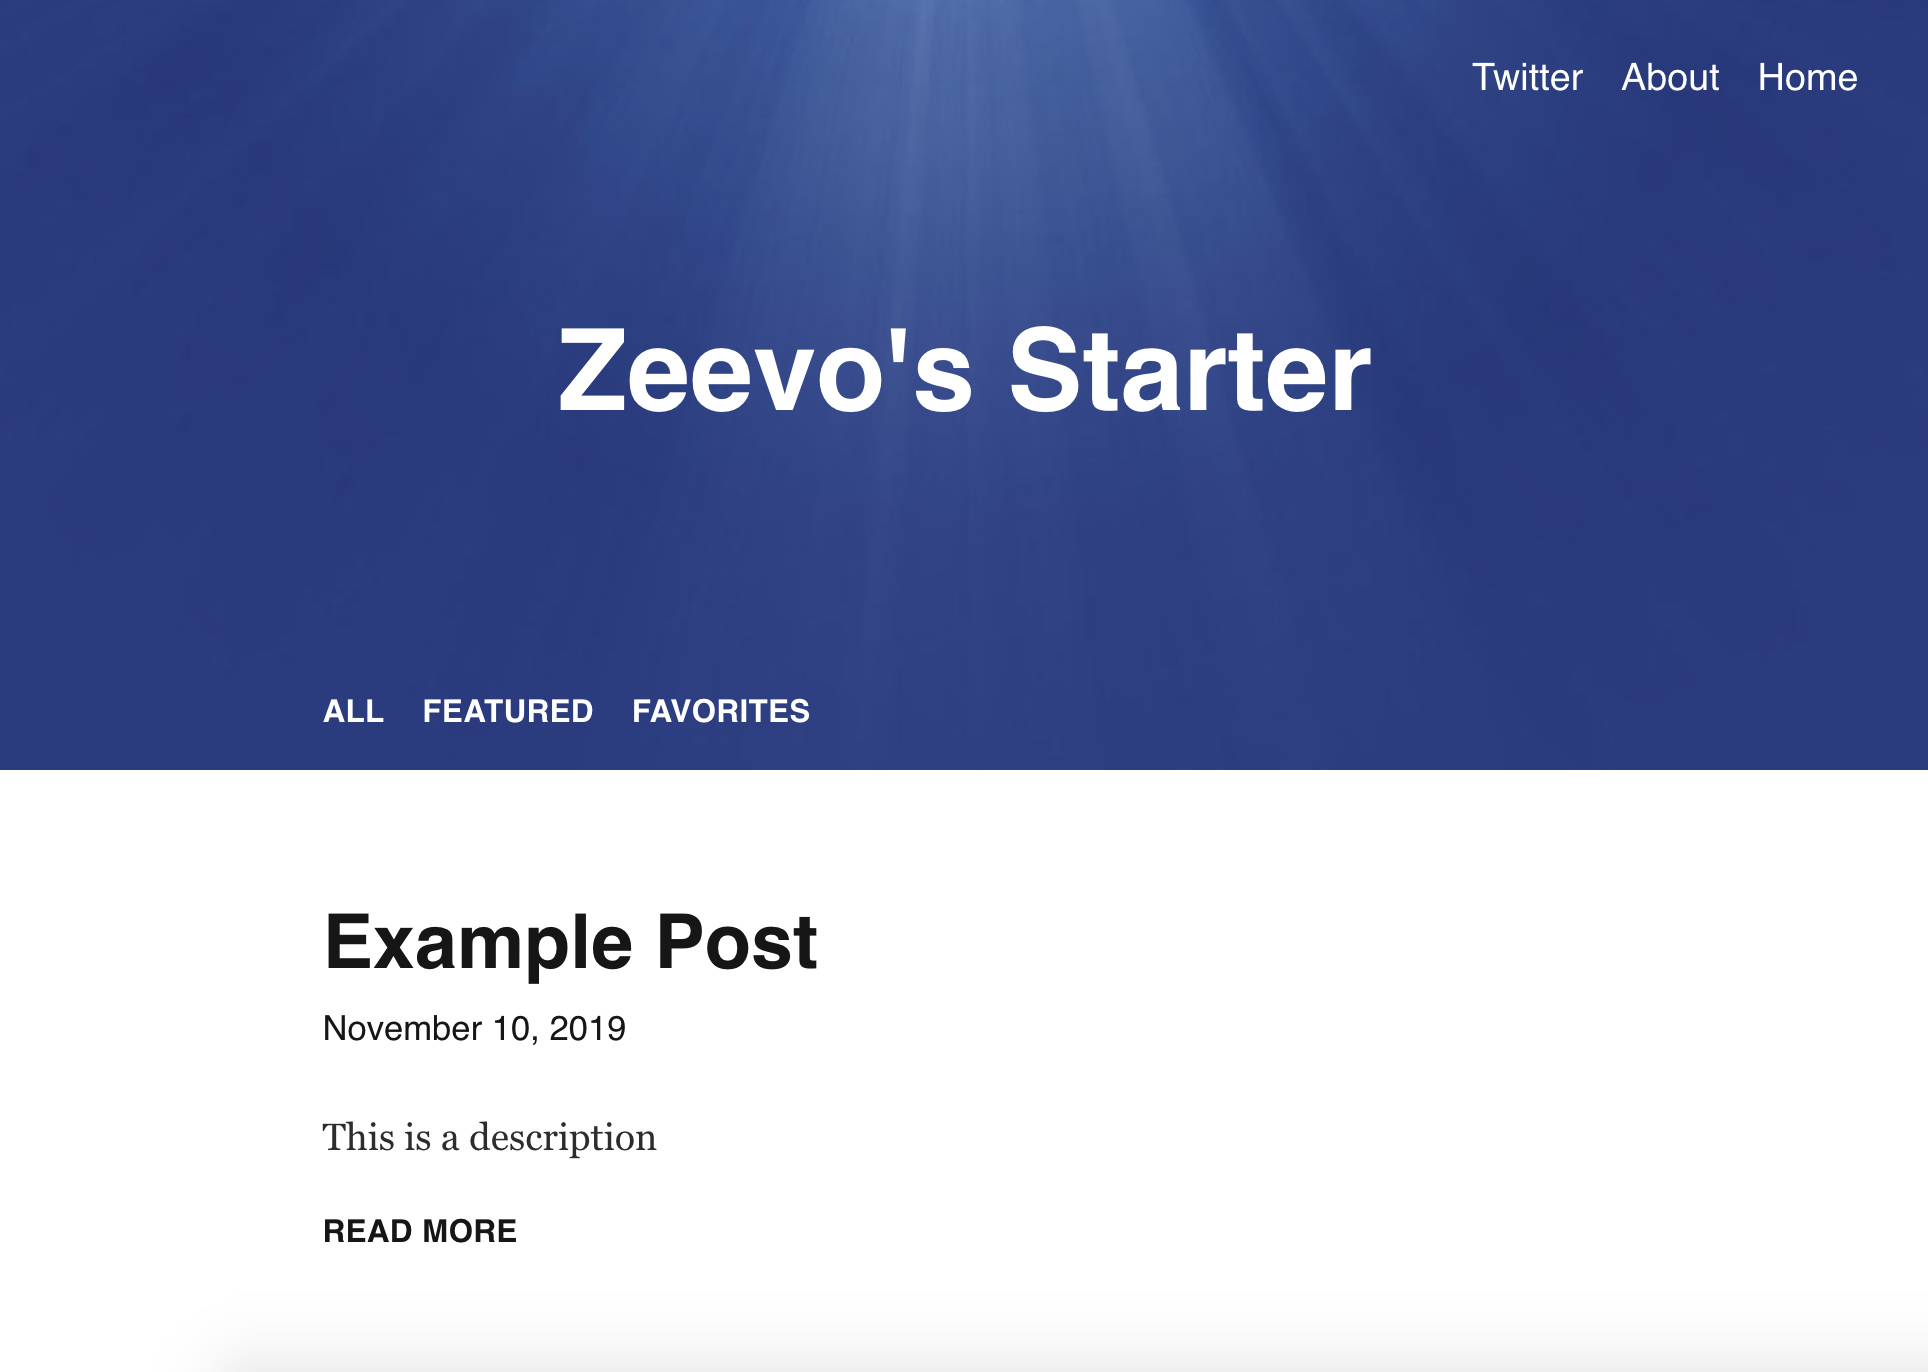 Twitter About Home
Zeevo's Starter
ALL FEATURED FAVORITES
Example Post
November 10, 2019
This is a description
READ MORE